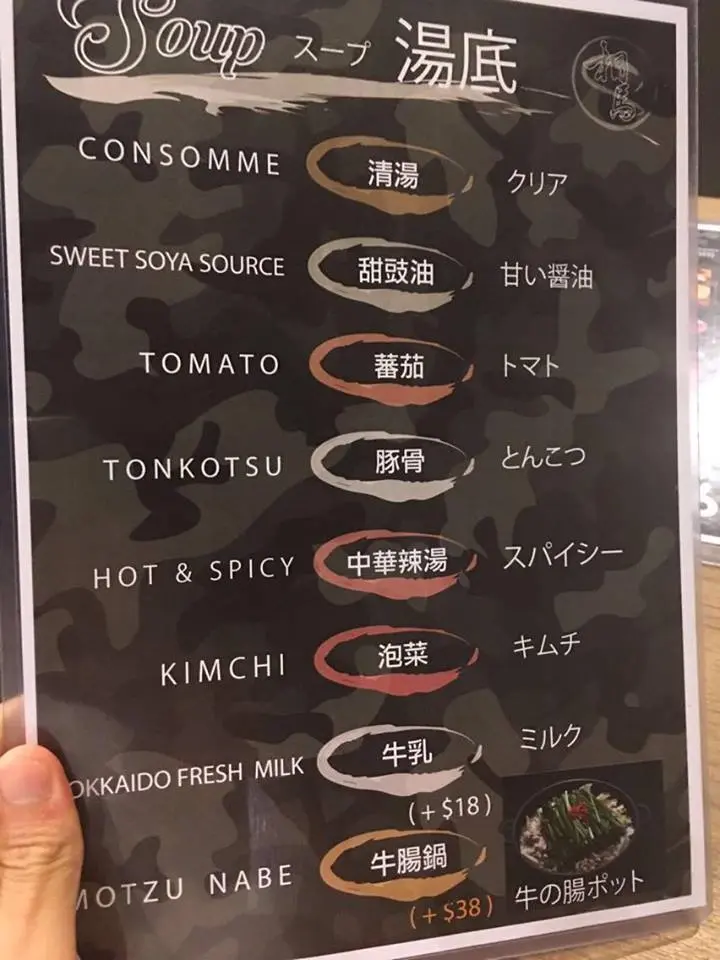 Soup スープ 湯底
相馬
CONSOMME 清湯 クリア
SWEET SOYA SOURCE 甜豉油 甘い醤油
TOMATO 蕃茄 トマト
TONKOTSU 豚骨 とんこつ
HOT & SPICY 中華辣湯 スパイシー
KIMCHI 泡菜 キムチ
OKKAIDO FRESH MILK 牛乳 ミルク
(+$18)
MOTZU NABE 牛腸鍋 牛の腸ポット
(+$38)